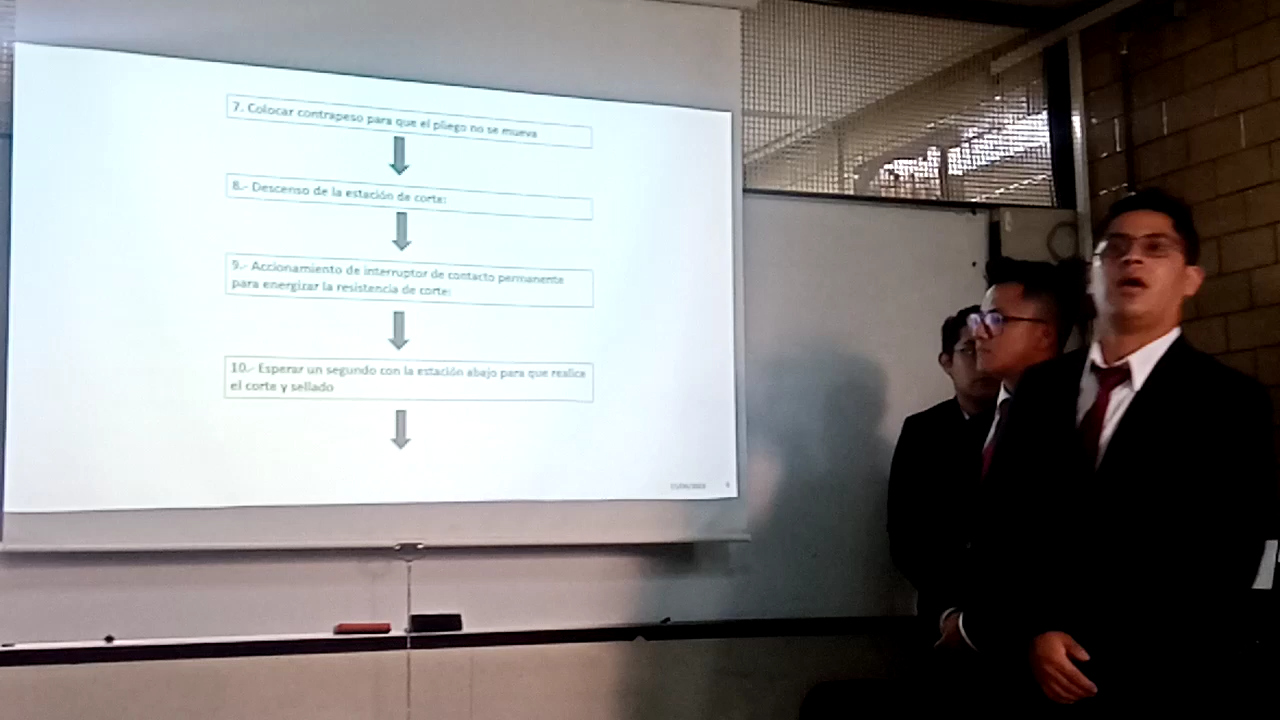 7. Colocar contrapeso para que el pliego no se mueva
8.- Descenso de la estación de corte:
9.- Accionamiento de interruptor de contacto permanente
para energizar la resistencia de corte:
10.- Esperar un segundo con la estación abajo para que realice
el corte y sellado